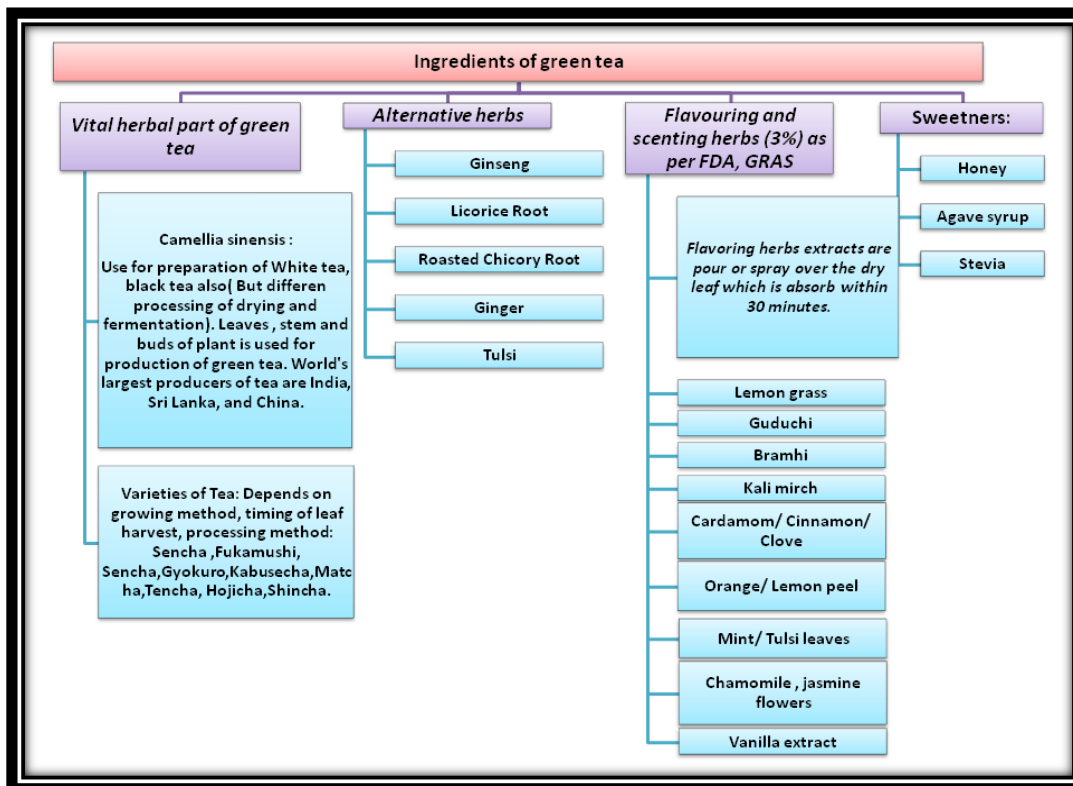 Ingredients of green tea
Vital herbal part of green
tea
Camellia sinensis :
Use for preparation of White tea,
black tea also( But differen
processing of drying and
fermentation). Leaves , stem and
buds of plant is used for
production of green tea. World's
largest producers of tea are India,
Sri Lanka, and China.
Varieties of Tea: Depends on
growing method, timing of leaf
harvest, processing method:
Sencha ,Fukamushi,
Sencha,Gyokuro,Kabusecha,Matc
ha,Tencha, Hojicha,Shincha.
Alternative herbs
Ginseng
Licorice Root
Roasted Chicory Root
Ginger
Tulsi
Flavouring and
scenting herbs (3%) as
per FDA, GRAS
Flavoring herbs extracts are
pour or spray over the dry
leaf which is absorb within
30 minutes.
Lemon grass
Guduchi
Bramhi
Kali mirch
Cardamom/ Cinnamon/
Clove
Orange/ Lemon peel
Mint/ Tulsi leaves
Chamomile , jasmine
flowers
Vanilla extract
Sweetners:
Honey
Agave syrup
Stevia